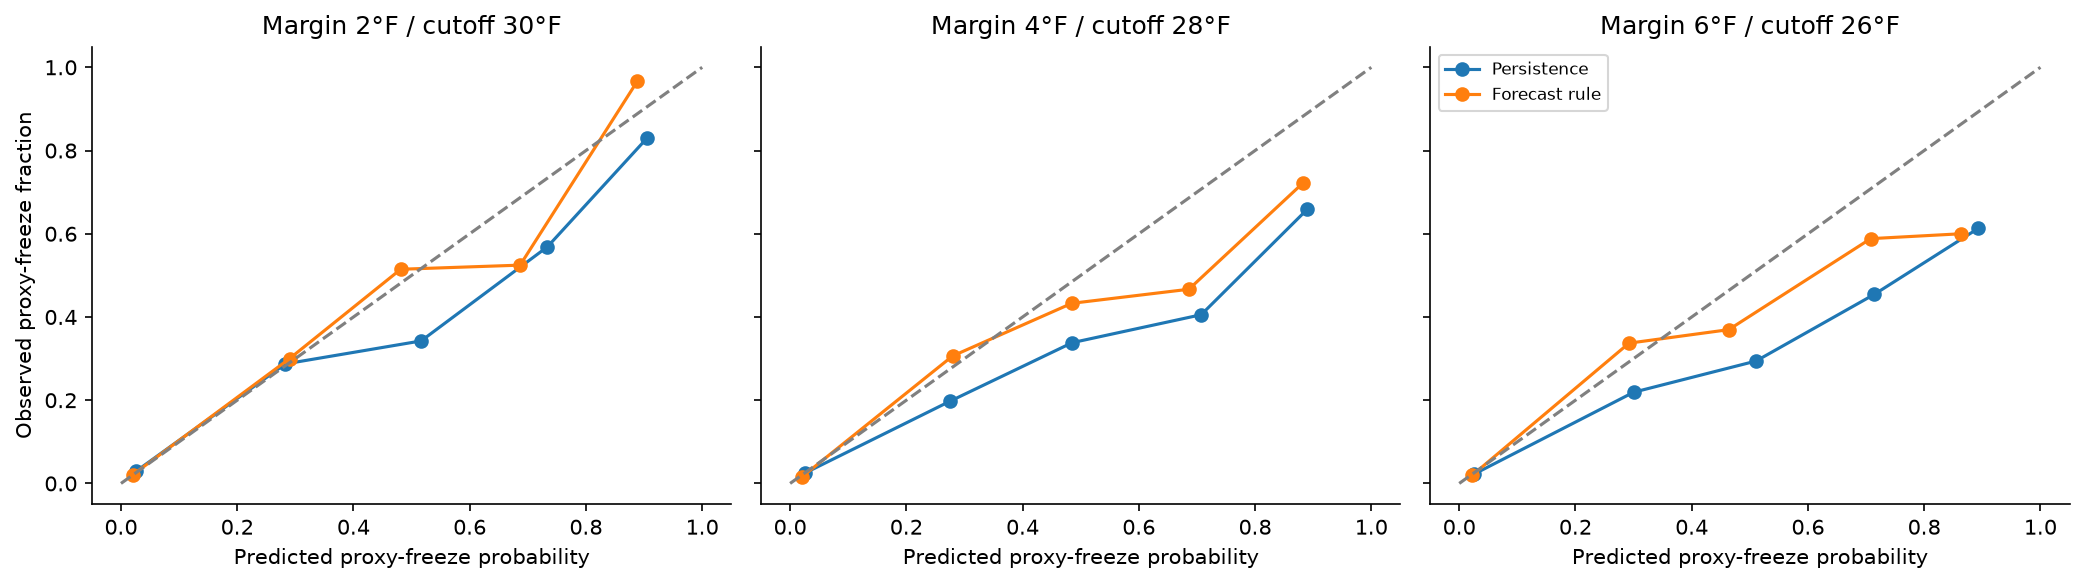 Margin 2°F / cutoff 30°F
Margin 4°F / cutoff 28°F
Margin 6°F / cutoff 26°F
Observed proxy-freeze fraction
1.0
0.8
0.6
0.4
0.2
0.0
0.0 0.2 0.4 0.6 0.8 1.0
Predicted proxy-freeze probability
0.0 0.2 0.4 0.6 0.8 1.0
Predicted proxy-freeze probability
Persistence
Forecast rule
0.0 0.2 0.4 0.6 0.8 1.0
Predicted proxy-freeze probability